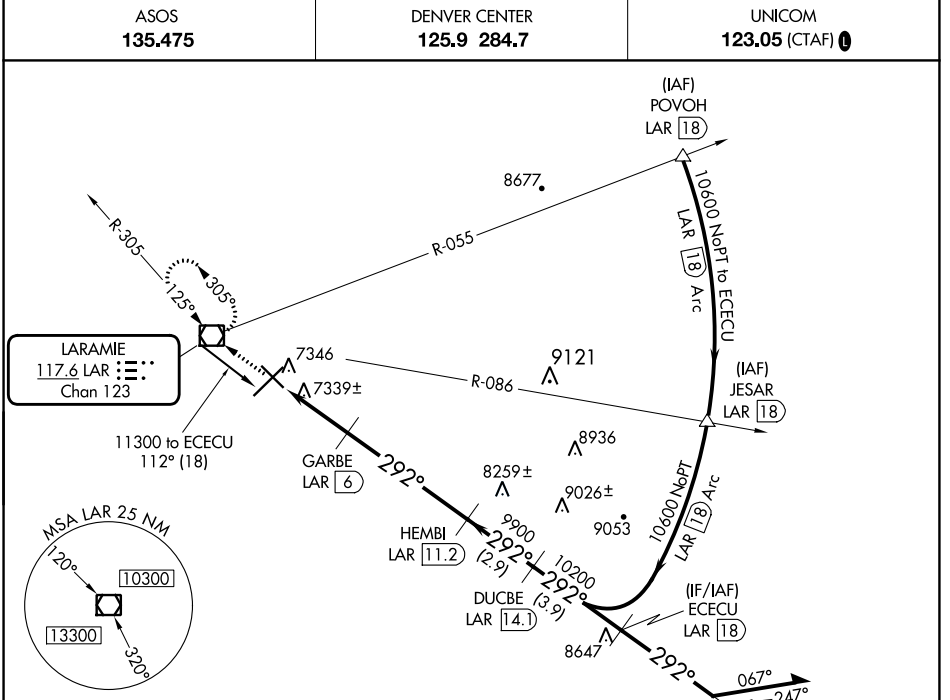 ASOS
135.475
DENVER CENTER
125.9 284.7
UNICOM
123.05 (CTAF) L
(IAF)
POVOH
LAR 18
8677
10600 NoPT to ECECU
LAR 18 Arc
R-055
R-305
125°
305°
LARAMIE
117.6 LAR
Chan 123
7346
7339±
9121
R-086
(IAF)
JESAR
LAR 18
11300 to ECECU
112° (18)
GARBE
LAR 6
292°
8936
8259±
9026±
9053
10600 NoPT
LAR 18 Arc
HEMBI
LAR 11.2
9900
292°
(2.9)
10200
292°
DUCBE
LAR 14.1
(3.9)
(IF/IAF)
ECECU
LAR 18
8647
292°
067°
247°
MSA LAR 25 NM
120°
10300
13300
320°